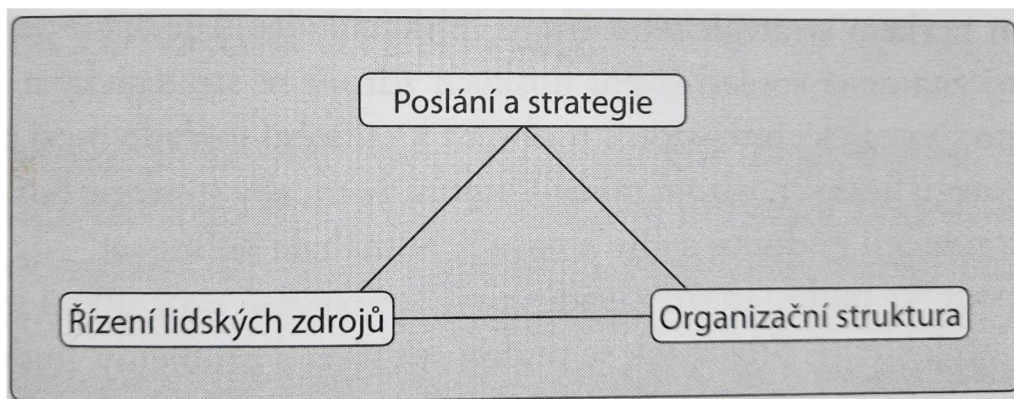 Poslání a strategie
Řízení lidských zdrojů
Organizační struktura